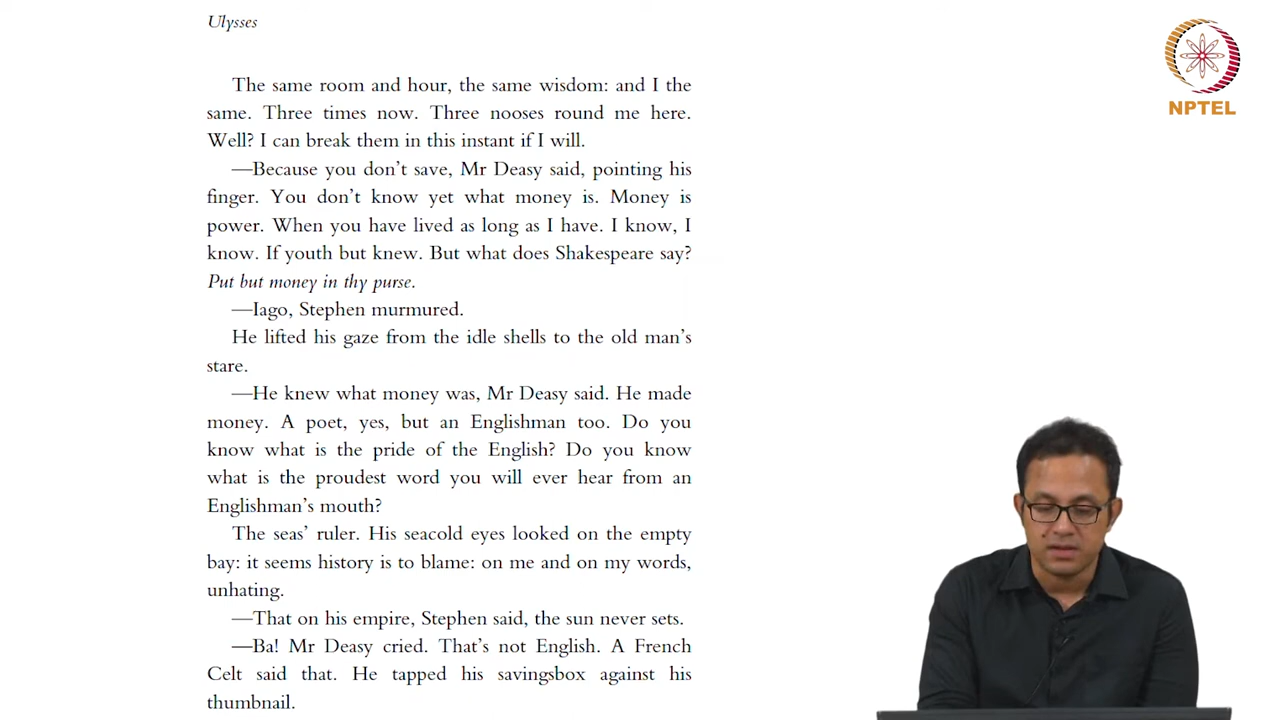 Ulysses
The same room and hour, the same wisdom: and I the
same. Three times now. Three nooses round me here.
Well? I can break them in this instant if I will.
—Because you don’t save, Mr Deasy said, pointing his
finger. You don’t know yet what money is. Money is
power. When you have lived as long as I have. I know, I
know. If youth but knew. But what does Shakespeare say?
Put but money in thy purse.
—Iago, Stephen murmured.
He lifted his gaze from the idle shells to the old man’s
stare.
—He knew what money was, Mr Deasy said. He made
money. A poet, yes, but an Englishman too. Do you
know what is the pride of the English? Do you know
what is the proudest word you will ever hear from an
Englishman’s mouth?
The seas’ ruler. His seacold eyes looked on the empty
bay: it seems history is to blame: on me and on my words,
unhating.
—That on his empire, Stephen said, the sun never sets.
—Ba! Mr Deasy cried. That’s not English. A French
Celt said that. He tapped his savingsbox against his
thumbnail.
NPTEL